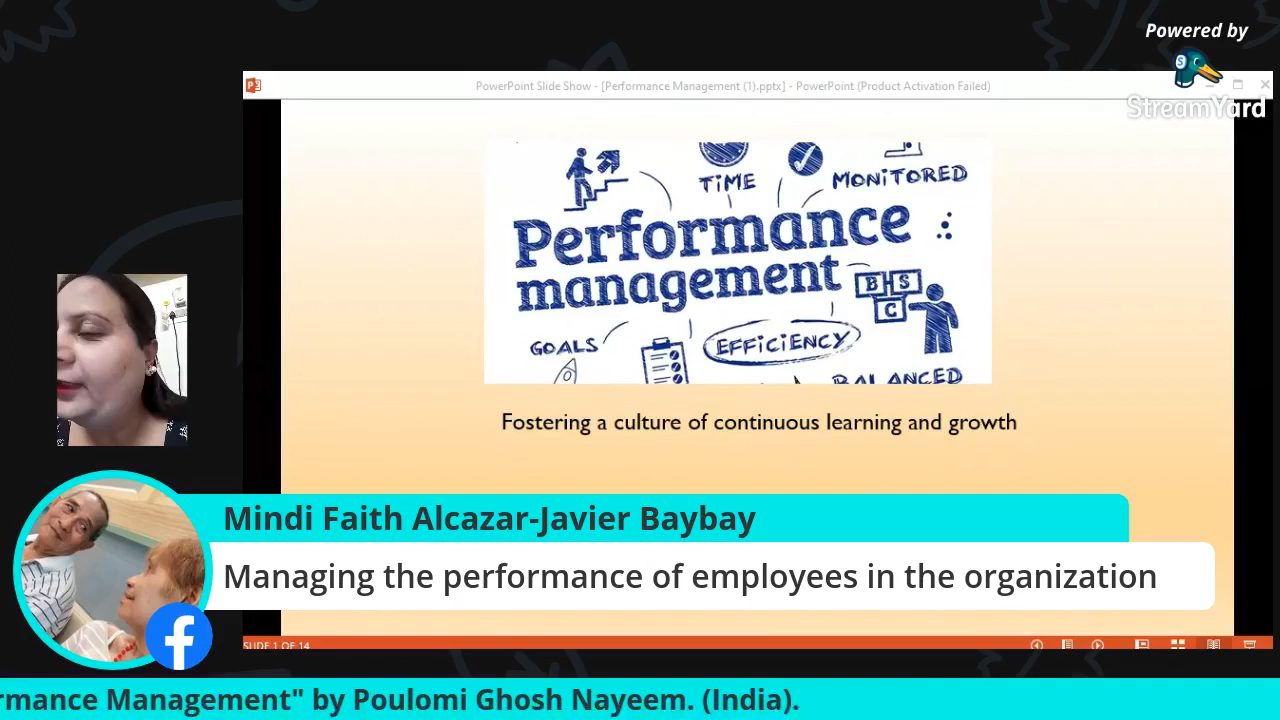 Powered by
StreamYard
PowerPoint Slide Show - [Performance Management (1).pptx] - PowerPoint (Product Activation Failed)
TiME
MONiTORED
Performance
management
B S
C
GOALS
EFFiCiENCY
BALANCED
Fostering a culture of continuous learning and growth
Mindi Faith Alcazar-Javier Baybay
Managing the performance of employees in the organization
SLIDE 1 OF 14
rmance Management" by Poulomi Ghosh Nayeem. (India).